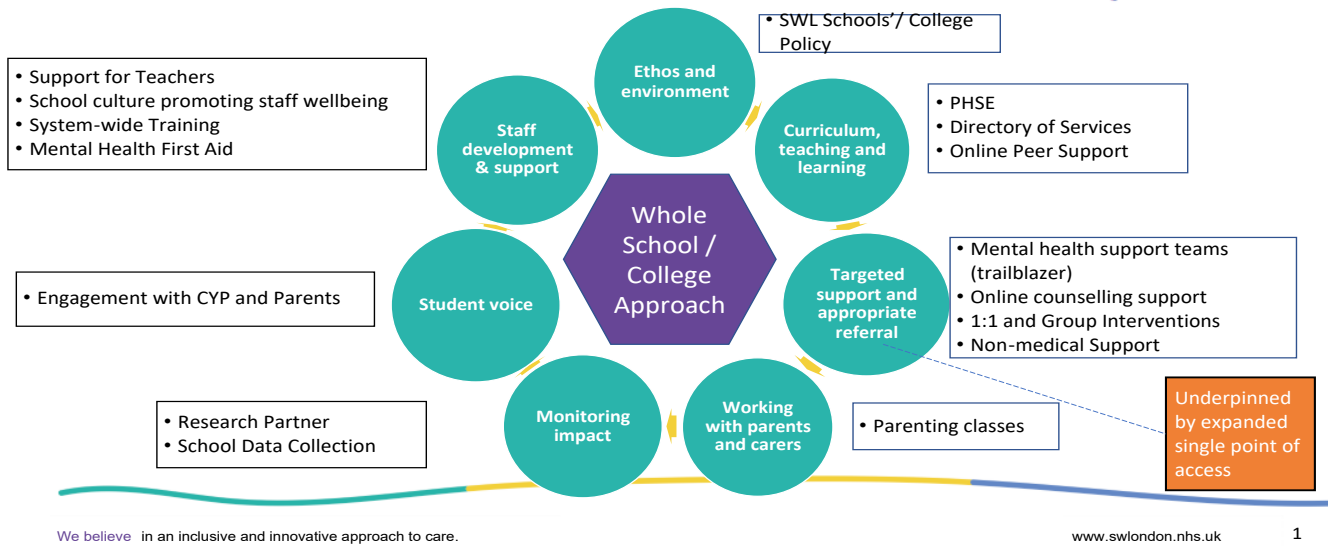 • SWL Schools'/ College
Policy
Ethos and
environment
• Support for Teachers
• School culture promoting staff wellbeing
• System-wide Training
• Mental Health First Aid
Staff
development
& support
Curriculum,
teaching and
learning
• PHSE
• Directory of Services
• Online Peer Support
Whole
School /
College
Approach
• Engagement with CYP and Parents
Student voice
Targeted
support and
appropriate
referral
• Mental health support teams
(trailblazer)
• Online counselling support
• 1:1 and Group Interventions
• Non-medical Support
Underpinned
by expanded
single point of
access
• Research Partner
• School Data Collection
Monitoring
impact
Working
with parents
and carers
• Parenting classes
We believe in an inclusive and innovative approach to care.
www.swlondon.nhs.uk
1